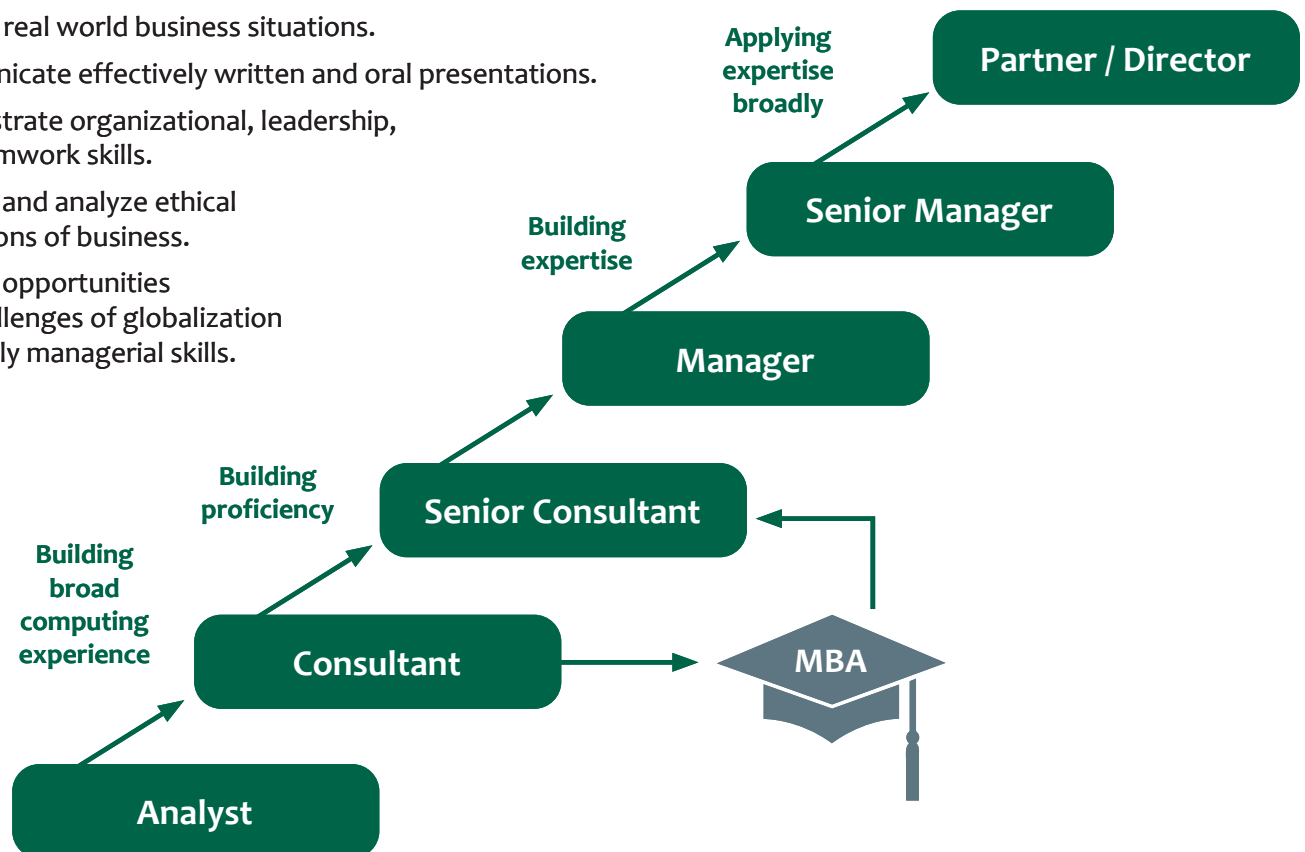 real world business situations.
nicate effectively written and oral presentations.
strate organizational, leadership,
mwork skills.
and analyze ethical
ons of business.
opportunities
llenges of globalization
ly managerial skills.
Applying
expertise
broadly
Partner / Director
Senior Manager
Building
expertise
Manager
Building
proficiency
Senior Consultant
Building
broad
computing
experience
Consultant
MBA
Analyst